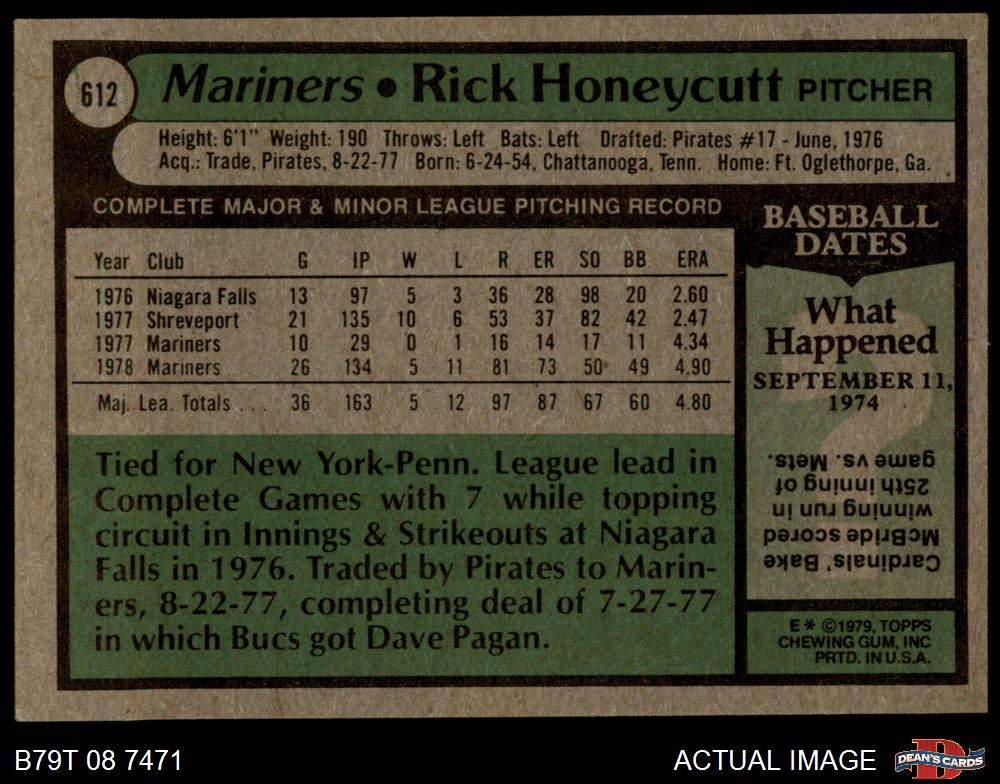 612
Mariners • Rick Honeycutt PITCHER
Height: 6'1" Weight: 190 Throws: Left Bats: Left Drafted: Pirates #17 - June, 1976
Acq.: Trade, Pirates, 8-22-77 Born: 6-24-54, Chattanooga, Tenn. Home: Ft. Oglethorpe, Ga.
COMPLETE MAJOR & MINOR LEAGUE PITCHING RECORD
Year Club G IP W L R ER SO BB ERA
1976 Niagara Falls 13 97 5 3 36 28 98 20 2.60
1977 Shreveport 21 135 10 6 53 37 82 42 2.47
1977 Mariners 10 29 0 1 16 14 17 11 4.34
1978 Mariners 26 134 5 11 81 73 50 49 4.90
Maj. Lea. Totals . . . 36 163 5 12 97 87 67 60 4.80
Tied for New York-Penn. League lead in
Complete Games with 7 while topping
circuit in Innings & Strikeouts at Niagara
Falls in 1976. Traded by Pirates to Marin-
ers, 8-22-77, completing deal of 7-27-77
in which Bucs got Dave Pagan.
BASEBALL
DATES
What
Happened
SEPTEMBER 11,
1974
?
Cardinals' Bake
McBride scored
winning run in
25th inning of
game vs. Mets.
E* ©1979, TOPPS
CHEWING GUM, INC
PRTD. IN U.S.A.
B79T 08 7471
ACTUAL IMAGE
D
DEAN'S CARDS